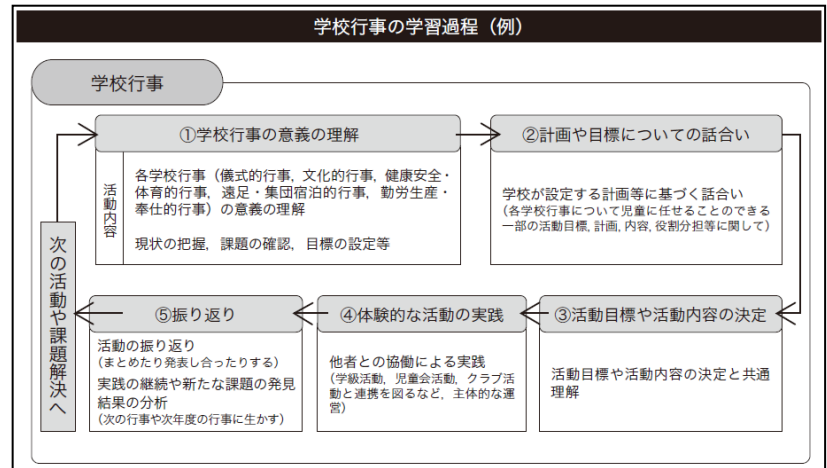 学校行事の学習過程（例）
学校行事
①学校行事の意義の理解
活動内容
各学校行事（儀式的行事，文化的行事，健康安全・
体育的行事，遠足・集団宿泊的行事，勤労生産・
奉仕的行事）の意義の理解
現状の把握，課題の確認，目標の設定等
②計画や目標についての話合い
学校が設定する計画等に基づく話合い
（各学校行事について児童に任せることのできる
一部の活動目標，計画，内容，役割分担等に関して）
③活動目標や活動内容の決定
活動目標や活動内容の決定と共通
理解
④体験的な活動の実践
他者との協働による実践
（学級活動，児童会活動，クラブ活
動と連携を図るなど，主体的な運
営）
⑤振り返り
活動の振り返り
（まとめたり発表し合ったりする）
実践の継続や新たな課題の発見
結果の分析
（次の行事や次年度の行事に生かす）
次の活動や課題解決へ